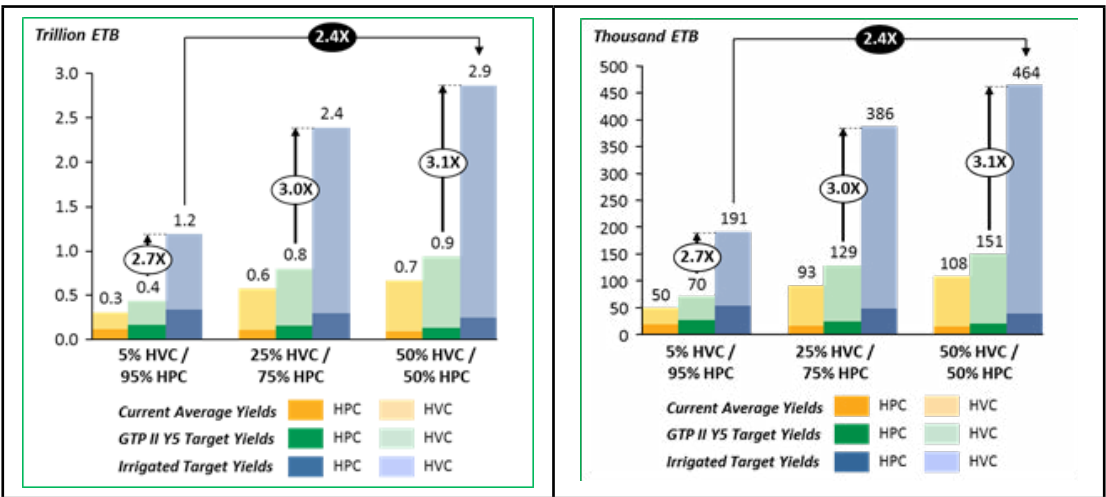 Trillion ETB
2.4X
3.0
2.5
2.0
1.5
1.0
0.5
0.0
0.3
0.4
1.2
2.7X
0.6
0.8
2.4
3.0X
0.7
0.9
2.9
3.1X
5% HVC /
95% HPC
25% HVC /
75% HPC
50% HVC /
50% HPC
Current Average Yields HPC HVC
GTP II Y5 Target Yields HPC HVC
Irrigated Target Yields HPC HVC
Thousand ETB
2.4X
500
450
400
350
300
250
200
150
100
50
0
50
70
191
2.7X
93
129
386
3.0X
108
151
464
3.1X
5% HVC /
95% HPC
25% HVC /
75% HPC
50% HVC /
50% HPC
Current Average Yields HPC HVC
GTP II Y5 Target Yields HPC HVC
Irrigated Target Yields HPC HVC